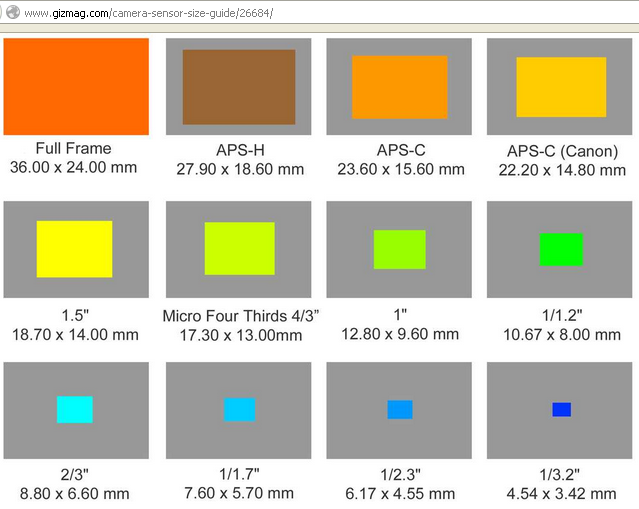 www.gizmag.com/camera-sensor-size-guide/26684/
Full Frame
36.00 x 24.00 mm
APS-H
27.90 x 18.60 mm
APS-C
23.60 x 15.60 mm
APS-C (Canon)
22.20 x 14.80 mm
1.5"
18.70 x 14.00 mm
Micro Four Thirds 4/3”
17.30 x 13.00mm
1"
12.80 x 9.60 mm
1/1.2"
10.67 x 8.00 mm
2/3"
8.80 x 6.60 mm
1/1.7"
7.60 x 5.70 mm
1/2.3"
6.17 x 4.55 mm
1/3.2"
4.54 x 3.42 mm